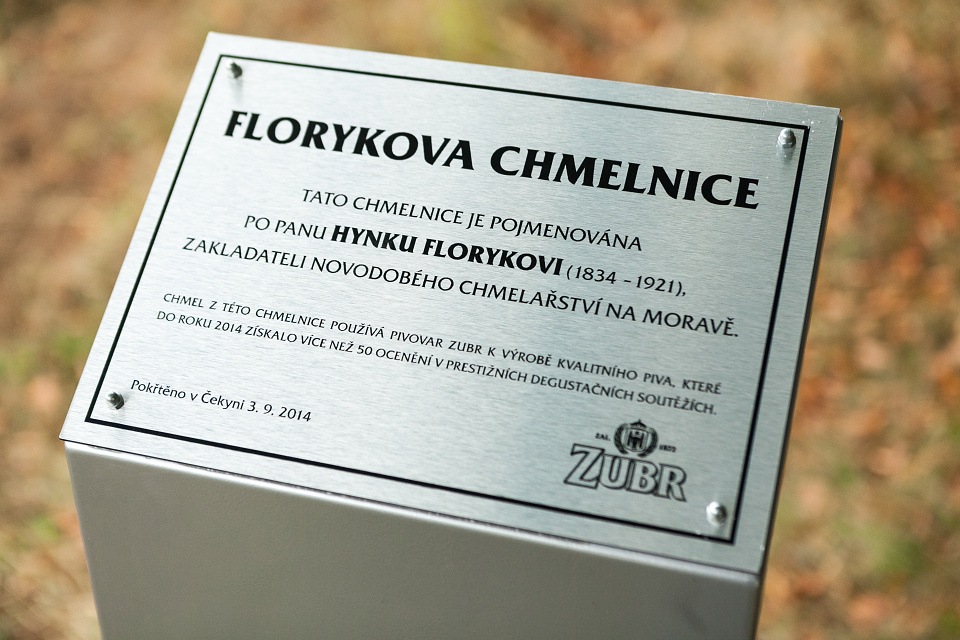 FLORYKOVA CHMELNICE
TATO CHMELNICE JE POJMENOVÁNA
PO PANU HYNKU FLORYKOVI (1834 - 1921),
ZAKLADATELI NOVODOBÉHO CHMELAŘSTVÍ NA MORAVĚ.
CHMEL Z TÉTO CHMELNICE POUŽÍVÁ PIVOVAR ZUBR K VÝROBĚ KVALITNÍHO PIVA, KTERÉ
DO ROKU 2014 ZÍSKALO VÍCE NEŽ 50 OCENĚNÍ V PRESTIŽNÍCH DEGUSTAČNÍCH SOUTĚŽÍCH.
Pokřtěno v Čekyni 3. 9. 2014
ZAL. 1872
ZUBR